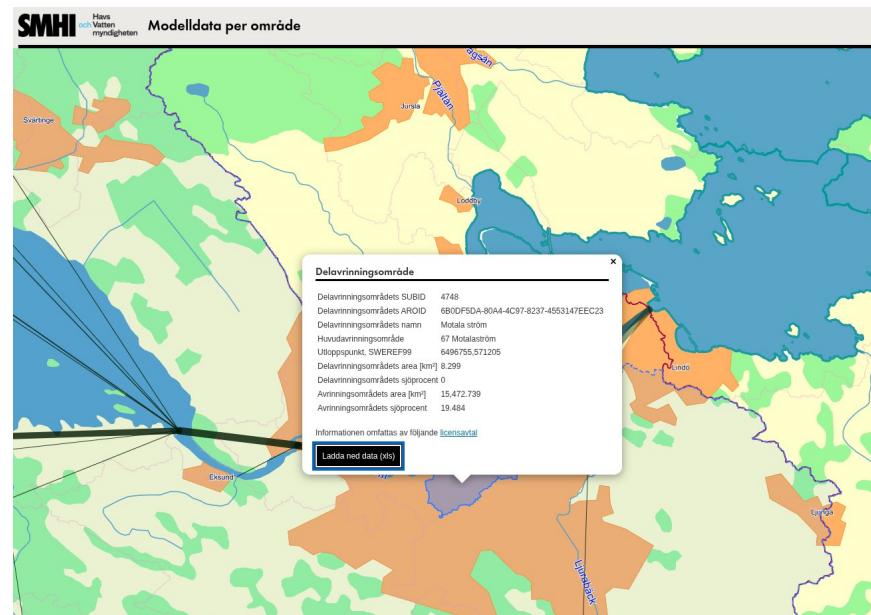 SMHI och Havs Vatten myndigheten Modelldata per område
Svärtinge
Jursla
Pjältån
Loddby
×
Delavrinningsområde
Delavrinningsområdets SUBID 4748
Delavrinningsområdets AROID 6B0DF5DA-80A4-4C97-8237-4553147EEC23
Delavrinningsområdets namn Motala ström
Huvudavrinningsområde 67 Motalaström
Utloppspunkt, SWEREF99 6496755,571205
Delavrinningsområdets area [km²] 8.299
Delavrinningsområdets sjöprocent 0
Avrinningsområdets area [km²] 15,472.739
Avrinningsområdets sjöprocent 19.484
Informationen omfattas av följande licensavtal
Ladda ned data (xls)
Lindö
Eksund
Ljunga
Ljurabäck